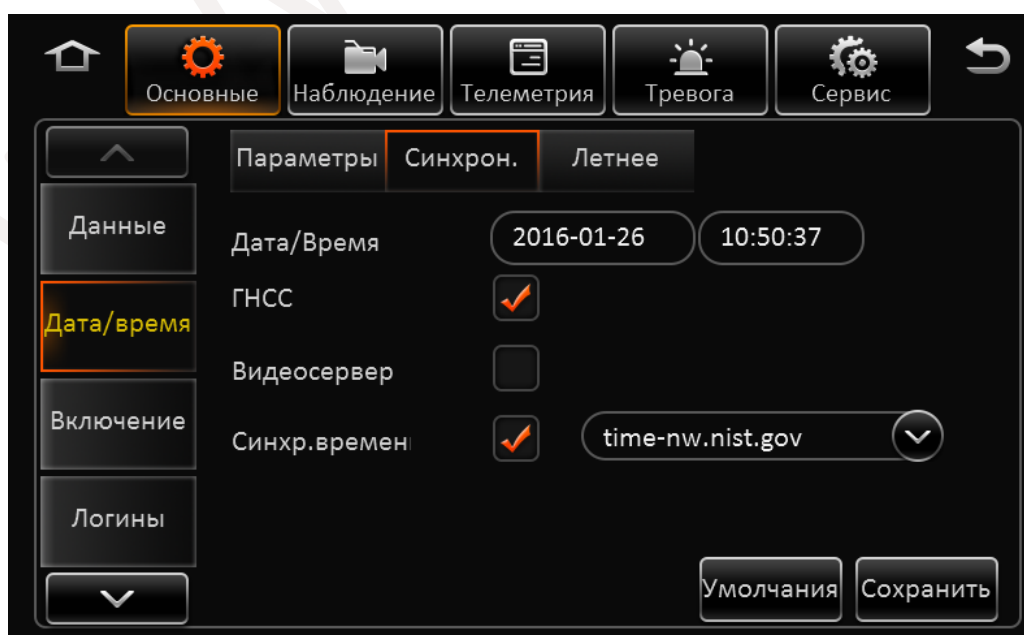 Основные
Наблюдение
Телеметрия
Тревога
Сервис
Параметры
Синхрон.
Летнее
Данные
Дата/время
Включение
Логины
Дата/Время
2016-01-26
10:50:37
ГНСС
Видеосервер
Синхр.времен
time-nw.nist.gov
Умолчания
Сохранить